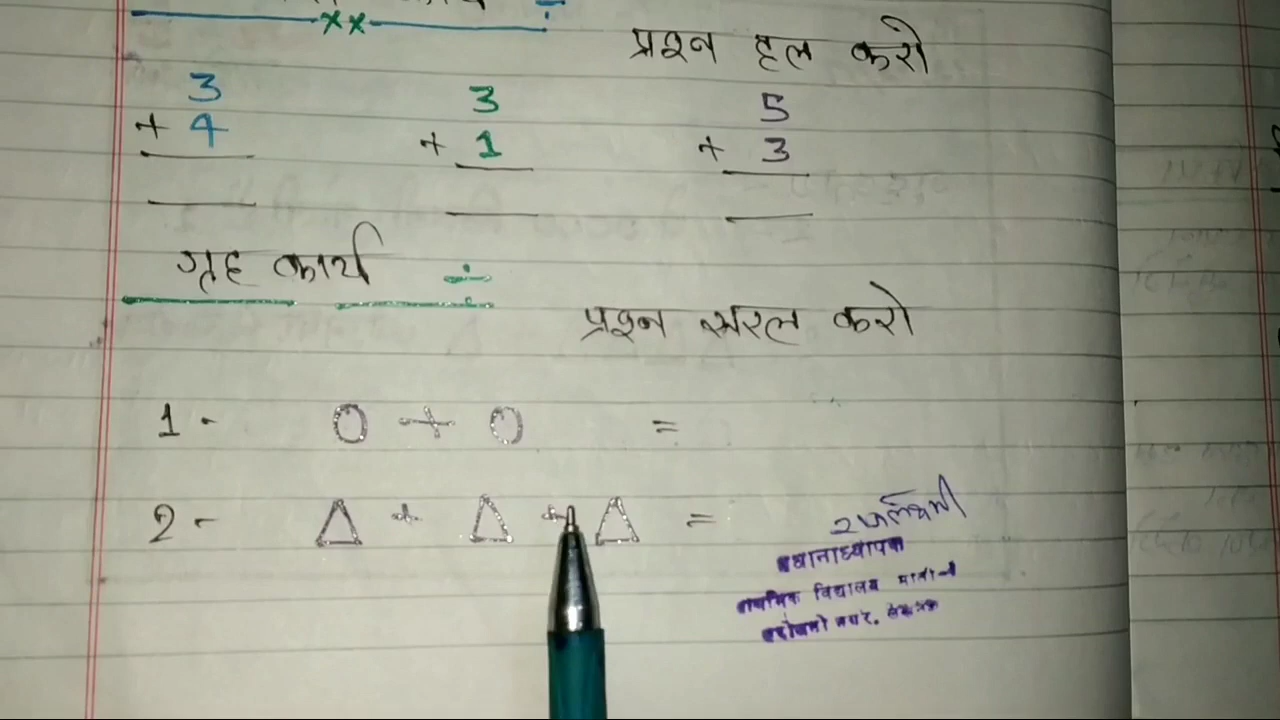 प्रश्न हल करो
3 3 5
+ 4 + 1 + 3
गृह कार्य ÷
प्रश्न सरल करो
1- 0 + 0 =
2- Δ + Δ + Δ =
प्रधानाध्यापक
प्राथमिक विद्यालय